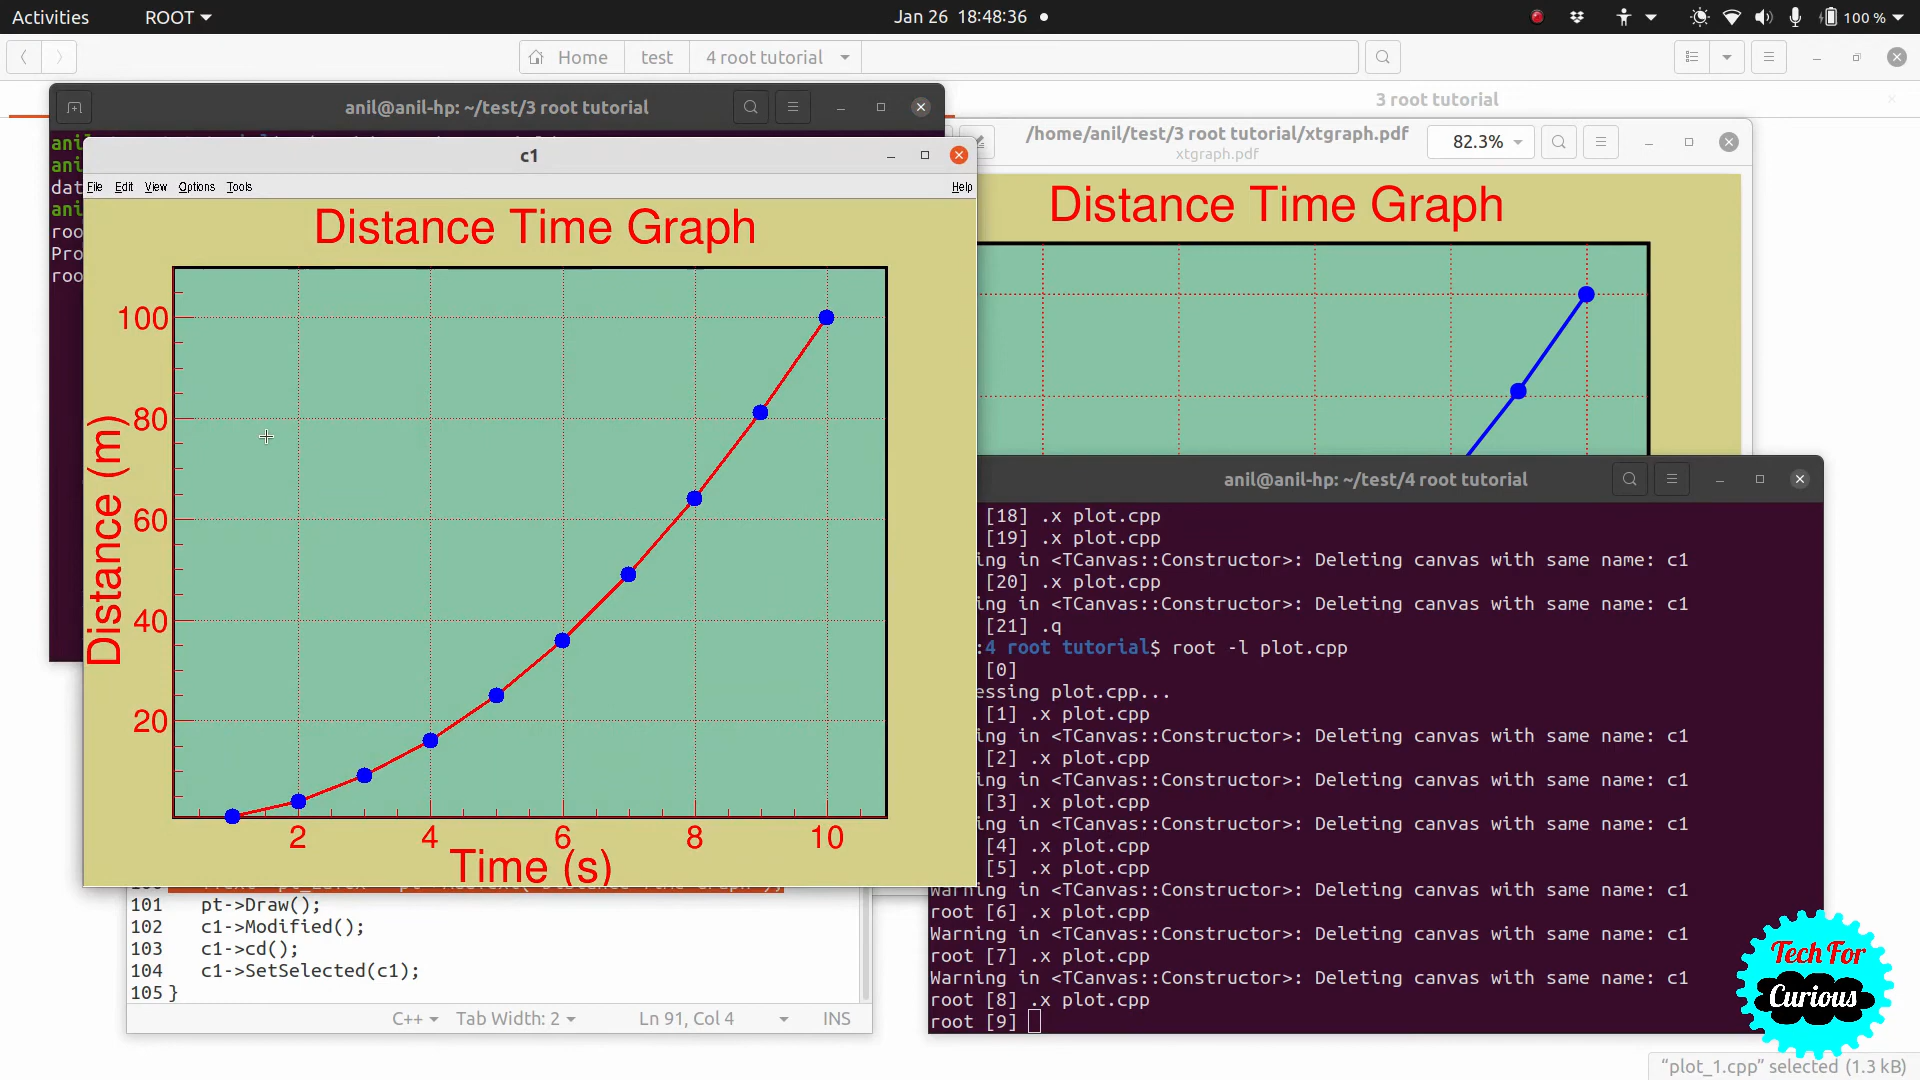 Activities
ROOT
Jan 26 18:48:36
100 %
Home
test
4 root tutorial
3 root tutorial
anil@anil-hp: ~/test/3 root tutorial
/home/anil/test/3 root tutorial/xtgraph.pdf
xtgraph.pdf
82.3%
ani
ani
dat
ani
roo
Pro
roo
c1
File Edit View Options Tools Help
Distance Time Graph
Distance (m)
100
80
60
40
20
2 4 6 8 10
Time (s)
Distance Time Graph
anil@anil-hp: ~/test/4 root tutorial
[18] .x plot.cpp
[19] .x plot.cpp
ing in <TCanvas::Constructor>: Deleting canvas with same name: c1
[20] .x plot.cpp
ing in <TCanvas::Constructor>: Deleting canvas with same name: c1
[21] .q
:4 root tutorial$ root -l plot.cpp
[0]
essing plot.cpp...
[1] .x plot.cpp
ing in <TCanvas::Constructor>: Deleting canvas with same name: c1
[2] .x plot.cpp
ing in <TCanvas::Constructor>: Deleting canvas with same name: c1
[3] .x plot.cpp
ing in <TCanvas::Constructor>: Deleting canvas with same name: c1
[4] .x plot.cpp
[5] .x plot.cpp
Warning in <TCanvas::Constructor>: Deleting canvas with same name: c1
root [6] .x plot.cpp
Warning in <TCanvas::Constructor>: Deleting canvas with same name: c1
root [7] .x plot.cpp
Warning in <TCanvas::Constructor>: Deleting canvas with same name: c1
root [8] .x plot.cpp
root [9]
101 pt->Draw();
102 c1->Modified();
103 c1->cd();
104 c1->SetSelected(c1);
105 }
C++ Tab Width: 2 Ln 91, Col 4 INS
Tech For
Curious
"plot_1.cpp" selected (1.3 kB)